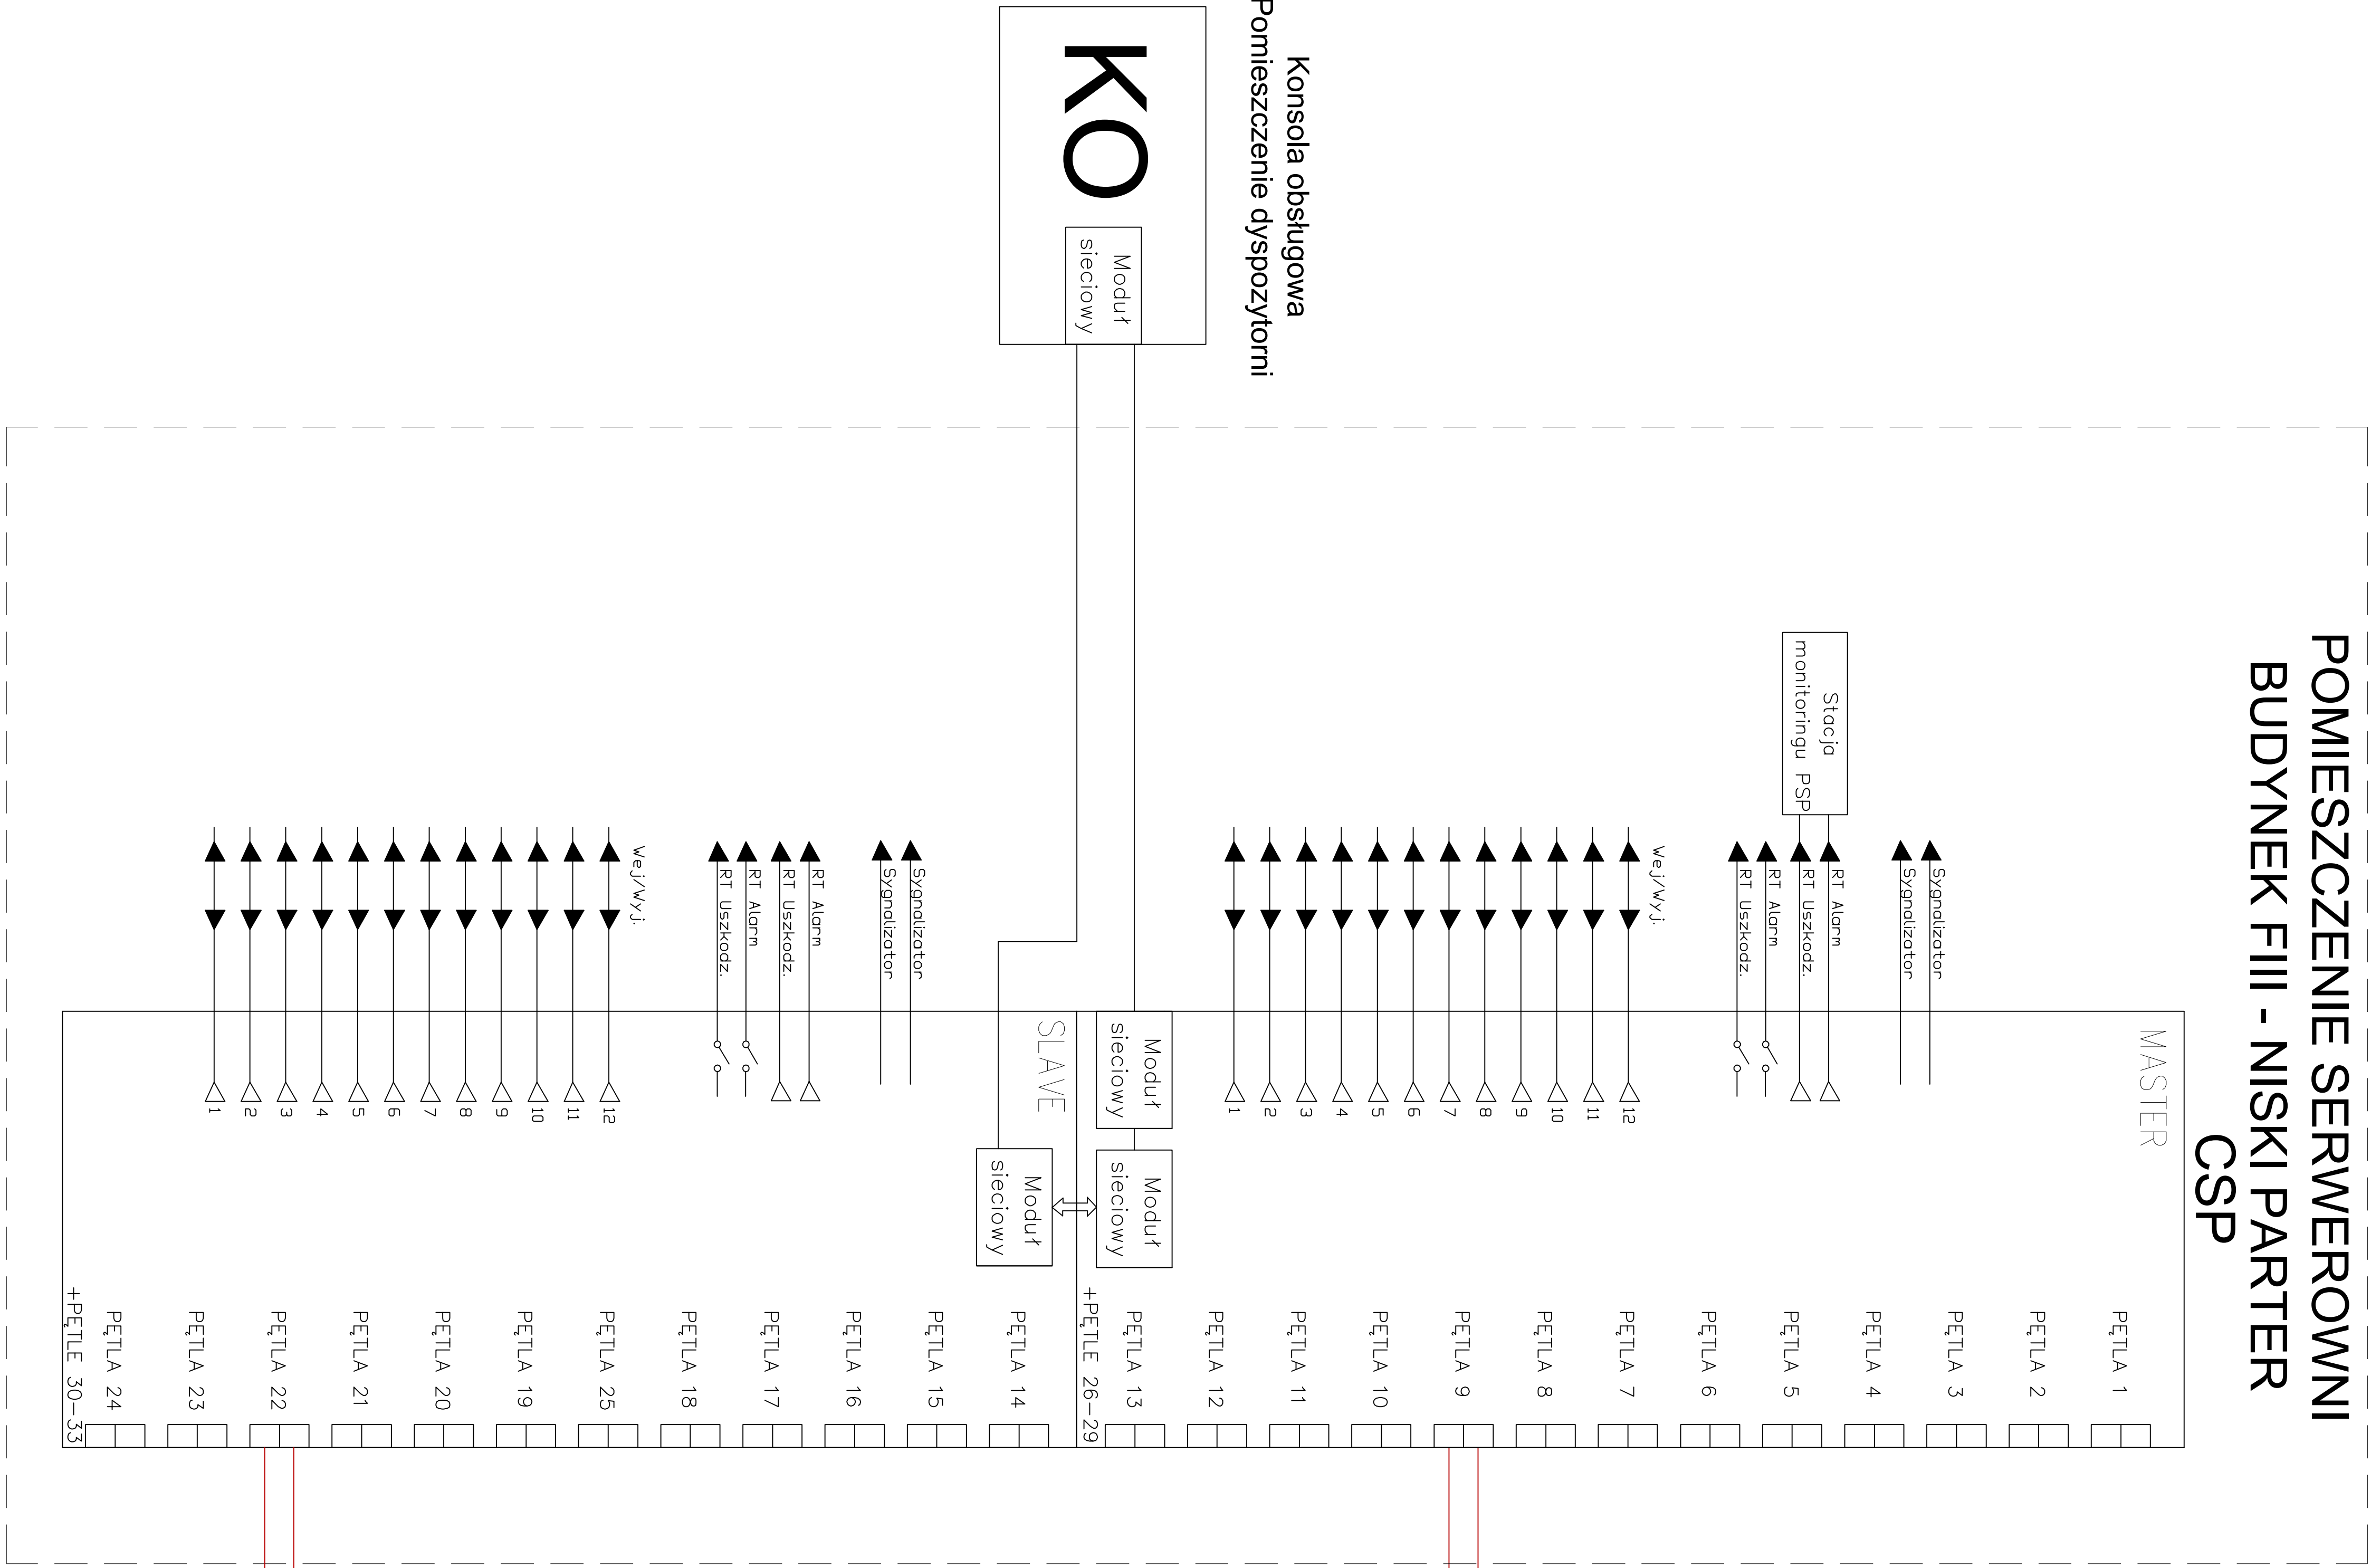 POMIESZCZENIE SERWEROWNI
BUDYNEK FIII - NISKI PARTER
CSP
Konsola obsługowa
Pomieszczenie dyspozytorni
KO
Moduł
sieciowy
MASTER
Sygnalizator
Sygnalizator
Stacja
monitoringu PSP
RT Alarm
RT Uszkodz.
RT Alarm
RT Uszkodz.
Wej/Wyj.
12
11
10
9
8
7
6
5
4
3
2
1
Moduł
sieciowy
Moduł
sieciowy
PĘTLA 1
PĘTLA 2
PĘTLA 3
PĘTLA 4
PĘTLA 5
PĘTLA 6
PĘTLA 7
PĘTLA 8
PĘTLA 9
PĘTLA 10
PĘTLA 11
PĘTLA 12
PĘTLA 13
+PĘTLE 26-29
SLAVE
Moduł
sieciowy
Sygnalizator
Sygnalizator
RT Alarm
RT Uszkodz.
RT Alarm
RT Uszkodz.
Wej/Wyj.
12
11
10
9
8
7
6
5
4
3
2
1
PĘTLA 14
PĘTLA 15
PĘTLA 16
PĘTLA 17
PĘTLA 18
PĘTLA 25
PĘTLA 19
PĘTLA 20
PĘTLA 21
PĘTLA 22
PĘTLA 23
PĘTLA 24
+PĘTLE 30-33